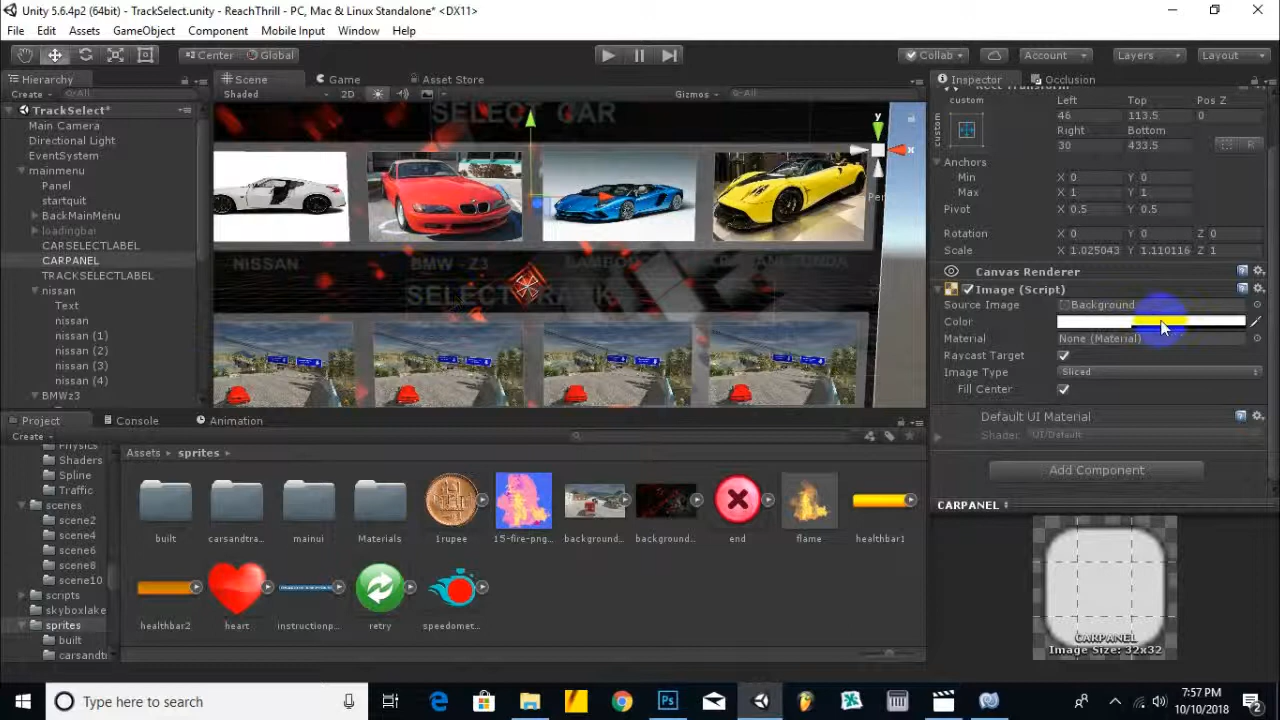 Unity 5.6.4p2 (64bit) - TrackSelect.unity - ReachThrill - PC, Mac & Linux Standalone* <DX11>
File Edit Assets GameObject Component Mobile Input Window Help
Center Global Collab Account Layers Layout
Hierarchy Scene Game Asset Store Inspector Occlusion
Create All Shaded 2D Gizmos All
TrackSelect*
Main Camera
Directional Light
EventSystem
mainmenu
Panel
startquit
BackMainMenu
loadingbar
CARSELECTLABEL
CARPANEL
TRACKSELECTLABEL
nissan
Text
nissan
nissan (1)
nissan (2)
nissan (3)
nissan (4)
BMWz3
SELECT CAR
y
x
Per
NISSAN BMW - Z3
SELECT TRACK
Rect Transform
custom Left Top Pos Z
custom 46 113.5 0
Right Bottom
30 433.5 R
Anchors
Min X 0 Y 0
Max X 1 Y 1
Pivot X 0.5 Y 0.5
Rotation X 0 Y 0 Z 0
Scale X 1.025043 Y 1.110116 Z 1
Canvas Renderer
Image (Script)
Source Image Background
Color
Material None (Material)
Raycast Target
Image Type Sliced
Fill Center
Default UI Material
Shader UI/Default
Add Component
CARPANEL
CARPANEL
Image Size: 32x32
Project Console Animation
Create
Physics
Shaders
Spline
Traffic
scenes
scene2
scene4
scene6
scene8
scene10
scripts
skyboxlake
sprites
built
carsandt
Assets sprites
built carsandtra... mainui Materials 1rupee 15-fire-png... background... background... end flame healthbar1
healthbar2 heart instructionp... retry speedomet...
Type here to search
7:57 PM
10/10/2018
2